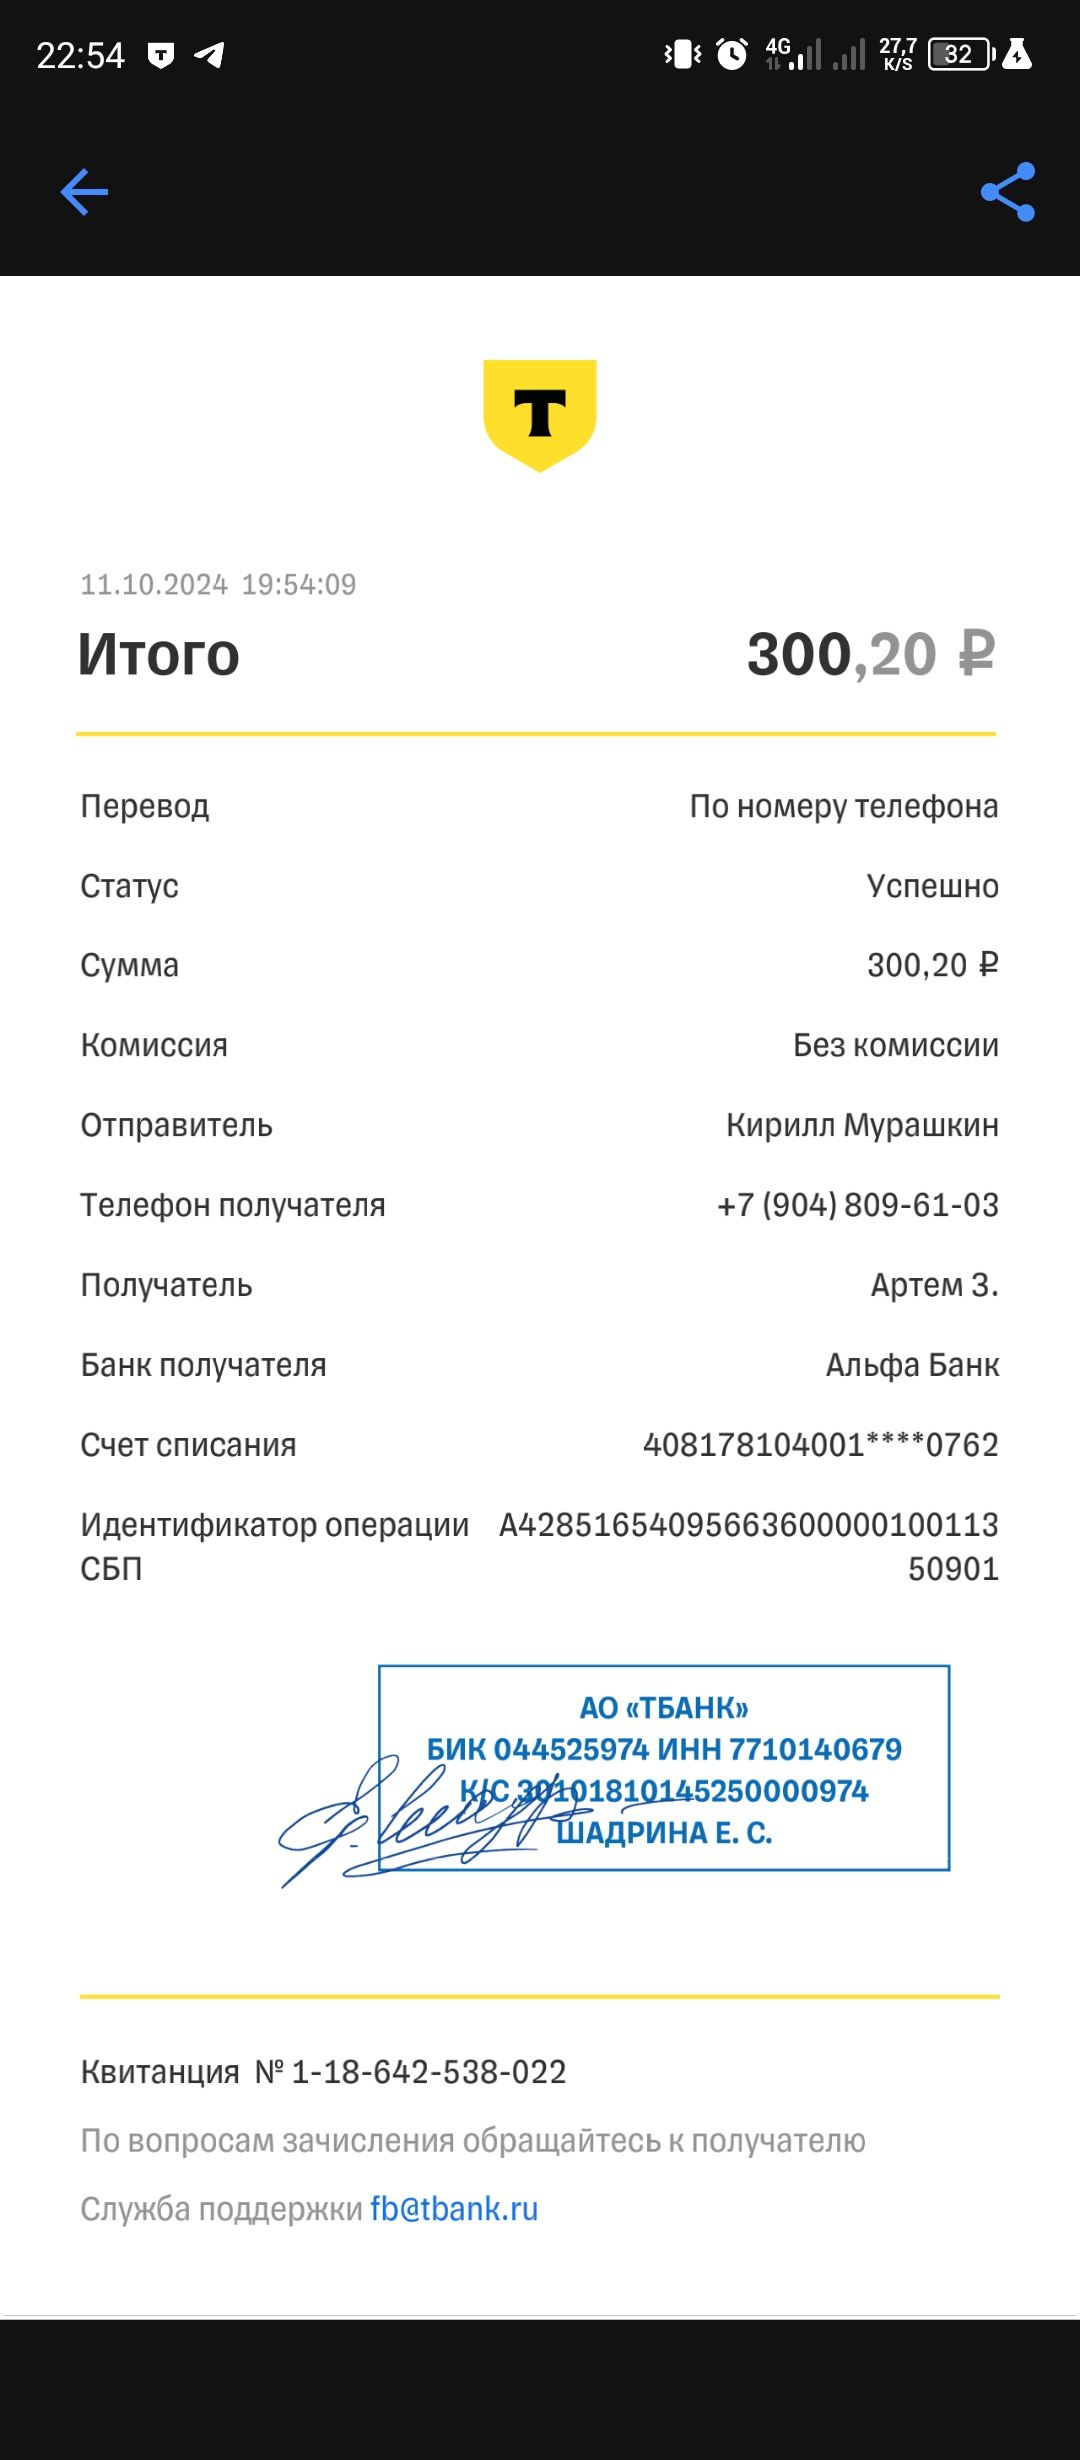 22:54
4G
27,7
K/S
32
T
11.10.2024 19:54:09
Итого 300,20 ₽
Перевод По номеру телефона
Статус Успешно
Сумма 300,20 ₽
Комиссия Без комиссии
Отправитель Кирилл Мурашкин
Телефон получателя +7 (904) 809-61-03
Получатель Артем З.
Банк получателя Альфа Банк
Счет списания 408178104001****0762
Идентификатор операции A4285165409566360000100113
СБП 50901
АО «ТБАНК»
БИК 044525974 ИНН 7710140679
К/С 30101810145250000974
ШАДРИНА Е. С.
Квитанция № 1-18-642-538-022
По вопросам зачисления обращайтесь к получателю
Служба поддержки fb@tbank.ru